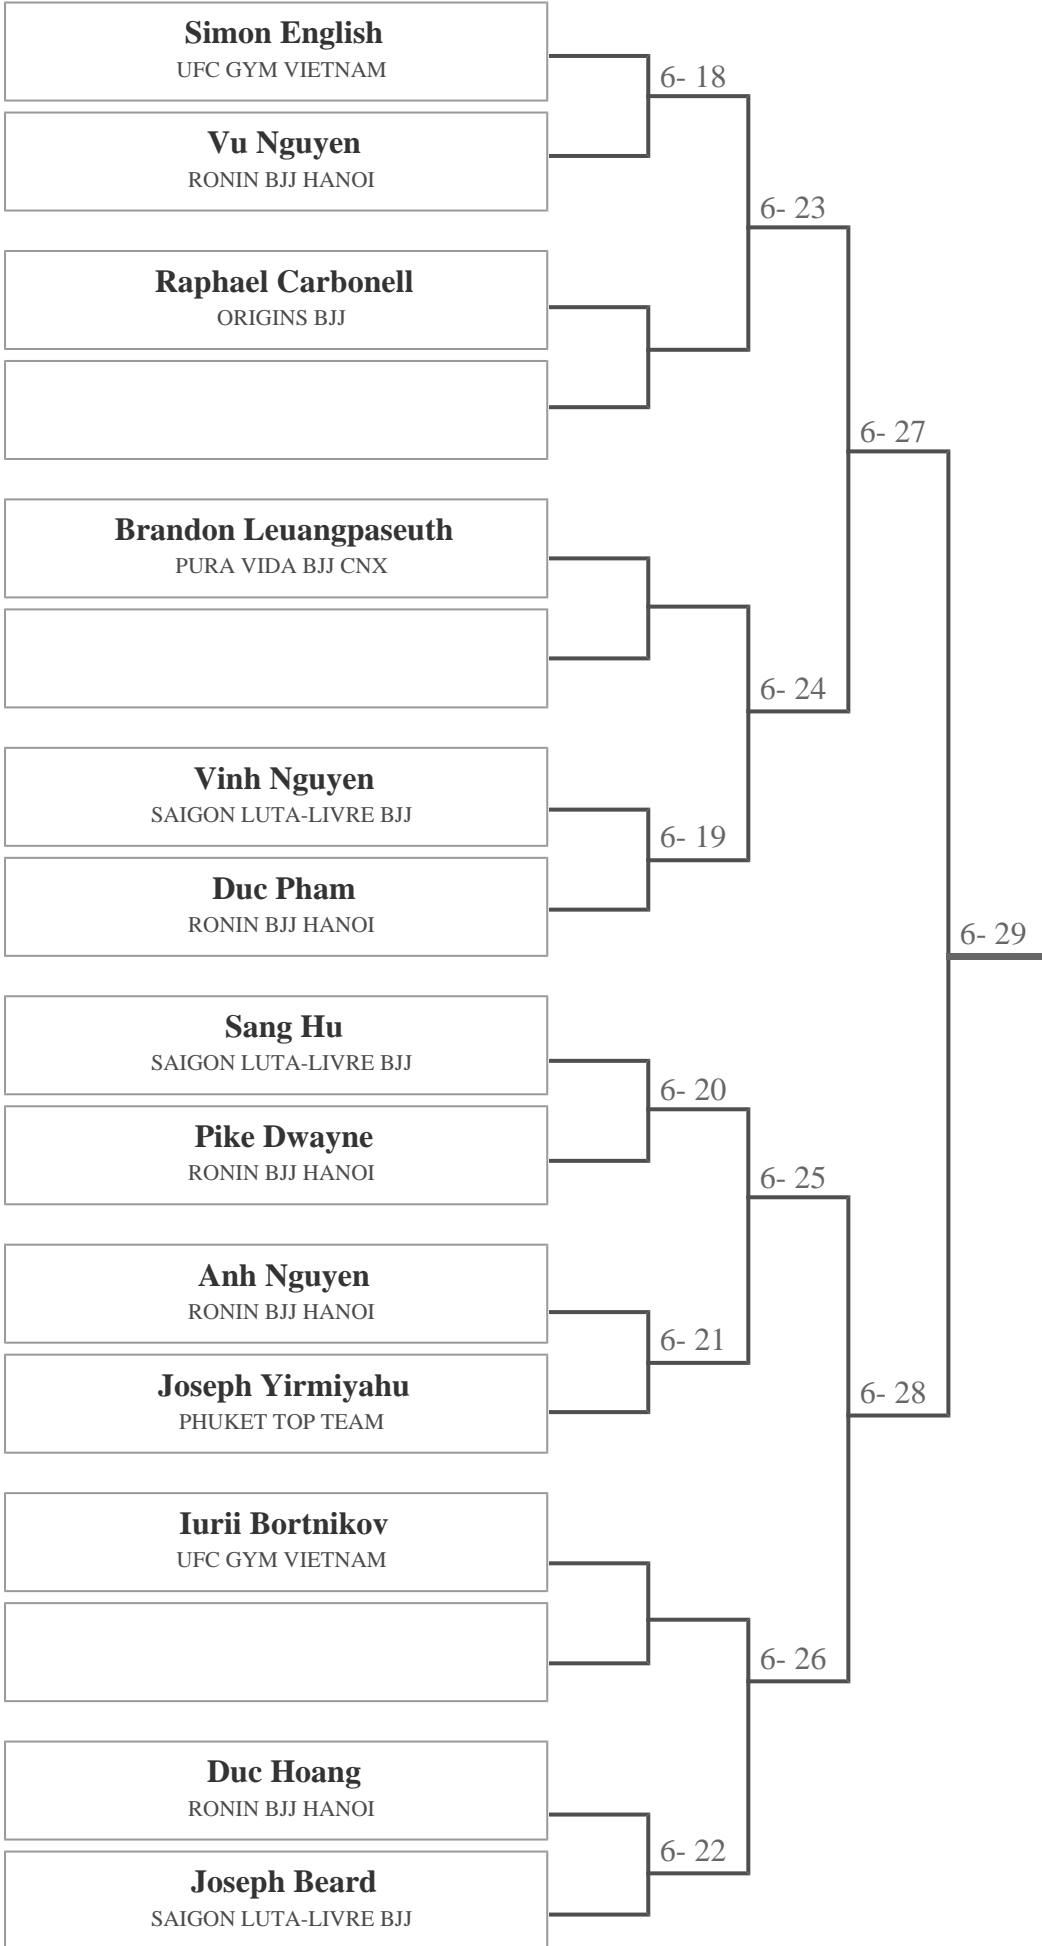 Simon English
UFC GYM VIETNAM
6- 18
Vu Nguyen
RONIN BJJ HANOI
6- 23
Raphael Carbonell
ORIGINS BJJ
6- 27
Brandon Leuangpaseuth
PURA VIDA BJJ CNX
6- 24
Vinh Nguyen
SAIGON LUTA-LIVRE BJJ
6- 19
Duc Pham
RONIN BJJ HANOI
6- 29
Sang Hu
SAIGON LUTA-LIVRE BJJ
6- 20
Pike Dwayne
RONIN BJJ HANOI
6- 25
Anh Nguyen
RONIN BJJ HANOI
6- 21
Joseph Yirmiyahu
PHUKET TOP TEAM
6- 28
Iurii Bortnikov
UFC GYM VIETNAM
6- 26
Duc Hoang
RONIN BJJ HANOI
6- 22
Joseph Beard
SAIGON LUTA-LIVRE BJJ